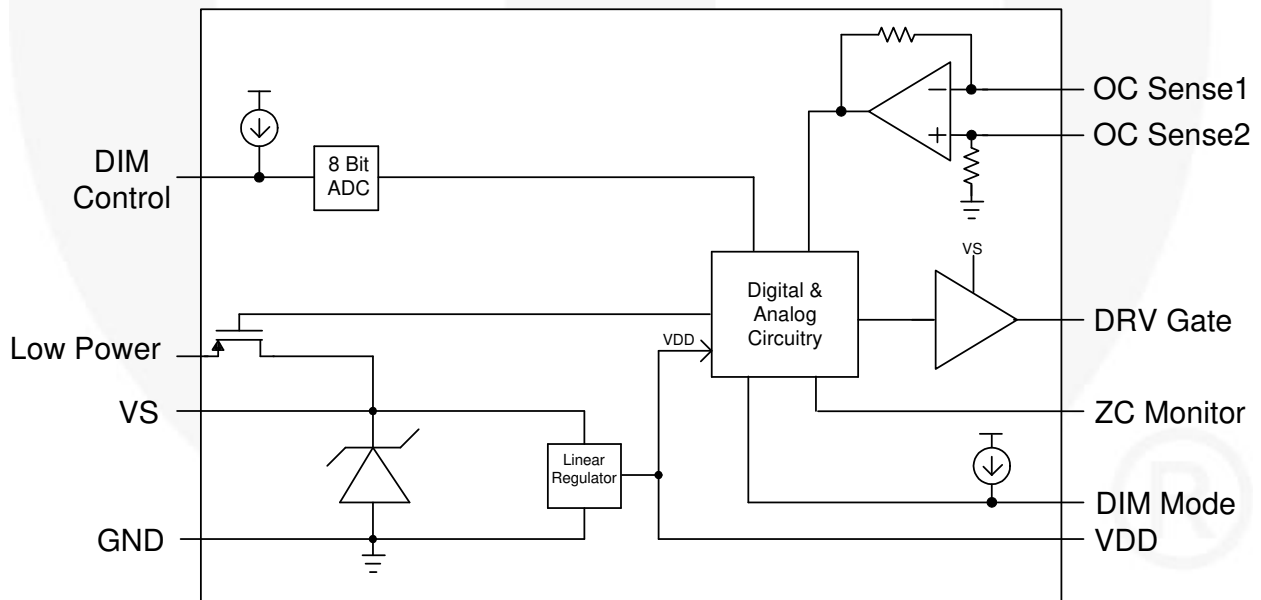 OC Sense1
OC Sense2
DIM
Control
8 Bit
ADC
VS
Digital &
Analog
Circuitry
DRV Gate
Low Power
VDD
VS
ZC Monitor
Linear
Regulator
DIM Mode
GND
VDD
®